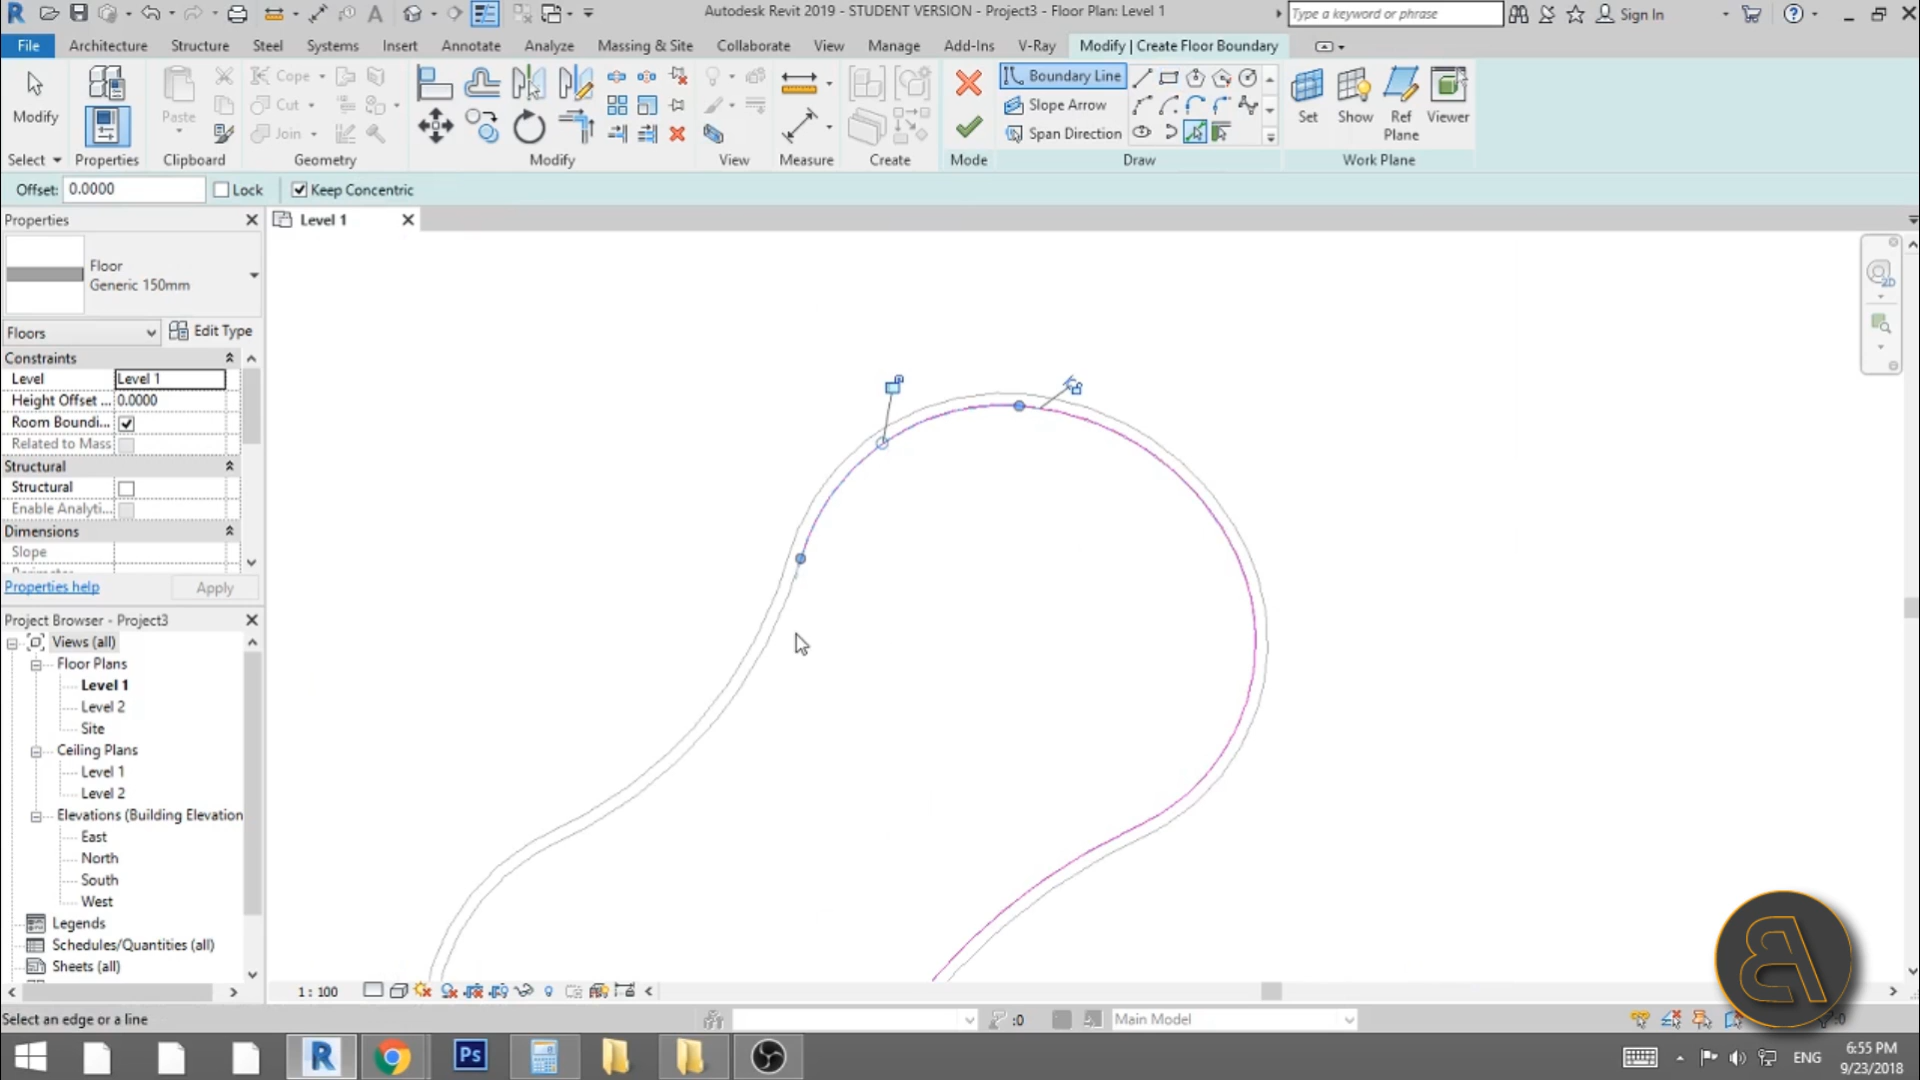 Autodesk Revit 2019 - STUDENT VERSION - Project3 - Floor Plan: Level 1
Type a keyword or phrase
Sign In
File
Architecture
Structure
Steel
Systems
Insert
Annotate
Analyze
Massing & Site
Collaborate
View
Manage
Add-Ins
V-Ray
Modify | Create Floor Boundary
Modify
Paste
Cope
Cut
Join
Boundary Line
Slope Arrow
Span Direction
Set
Show
Ref
Plane
Viewer
Select
Properties
Clipboard
Geometry
Modify
View
Measure
Create
Mode
Draw
Work Plane
Offset: 0.0000
Lock
Keep Concentric
Properties
Level 1
Floor
Generic 150mm
Floors
Edit Type
Constraints
Level
Level 1
Height Offset ... 0.0000
Room Boundi...
Related to Mass
Structural
Structural
Enable Analyti...
Dimensions
Slope
Properties help
Apply
Project Browser - Project3
Views (all)
Floor Plans
Level 1
Level 2
Site
Ceiling Plans
Level 1
Level 2
Elevations (Building Elevation
East
North
South
West
Legends
Schedules/Quantities (all)
Sheets (all)
1 : 100
2D
Select an edge or a line
:0
Main Model
:0
ENG
6:55 PM
9/23/2018